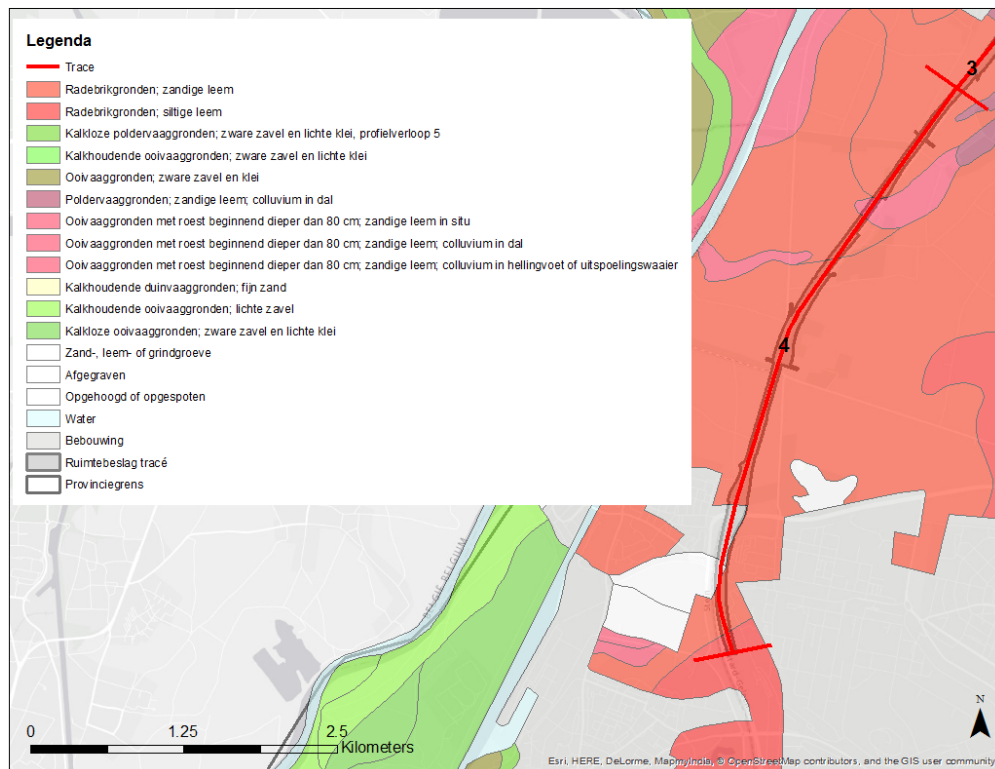 Legenda
Trace
Radebrikgronden; zandige leem
Radebrikgronden; siltige leem
Kalkloze poldervaaggronden; zware zavel en lichte klei, profielverloop 5
Kalkhoudende ooivaaggronden; zware zavel en lichte klei
Ooivaaggronden; zware zavel en klei
Poldervaaggronden; zandige leem; colluvium in dal
Ooivaaggronden met roest beginnend dieper dan 80 cm; zandige leem in situ
Ooivaaggronden met roest beginnend dieper dan 80 cm; zandige leem; colluvium in dal
Ooivaaggronden met roest beginnend dieper dan 80 cm; zandige leem; colluvium in hellingvoet of uitspoelingswaaier
Kalkhoudende duinvaaggronden; fijn zand
Kalkhoudende ooivaaggronden; lichte zavel
Kalkloze ooivaaggronden; zware zavel en lichte klei
Zand-, leem- of grindgroeve
Afgegraven
Opgehoogd of opgespoten
Water
Bebouwing
Ruimtebeslag tracé
Provinciegrens
3
4
BELGIË BELGIUM
N
0 1.25 2.5
Kilometers
Esri, HERE, DeLorme, MapmyIndia, © OpenStreetMap contributors, and the GIS user community